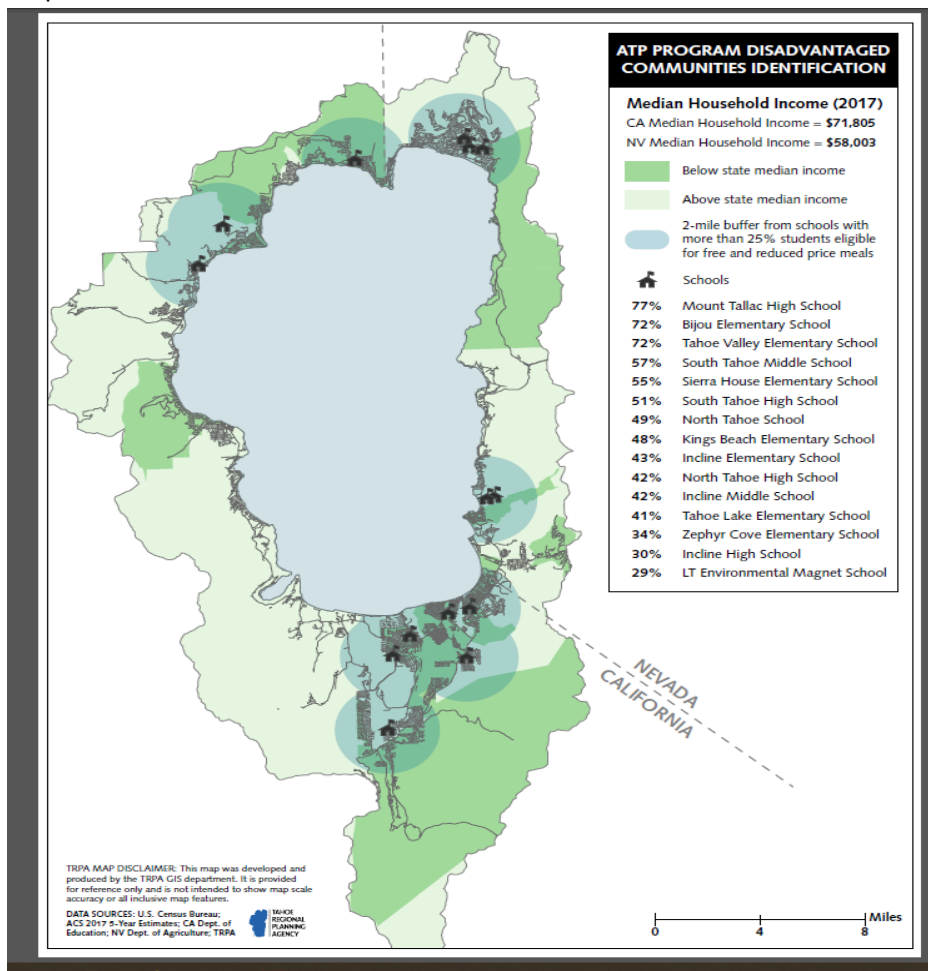 ATP PROGRAM DISADVANTAGED
COMMUNITIES IDENTIFICATION
Median Household Income (2017)
CA Median Household Income = $71,805
NV Median Household Income = $58,003
Below state median income
Above state median income
2-mile buffer from schools with
more than 25% students eligible
for free and reduced price meals
Schools
77% Mount Tallac High School
72% Bijou Elementary School
72% Tahoe Valley Elementary School
57% South Tahoe Middle School
55% Sierra House Elementary School
51% South Tahoe High School
49% North Tahoe School
48% Kings Beach Elementary School
43% Incline Elementary School
42% North Tahoe High School
42% Incline Middle School
41% Tahoe Lake Elementary School
34% Zephyr Cove Elementary School
30% Incline High School
29% LT Environmental Magnet School
NEVADA
CALIFORNIA
TRPA MAP DISCLAIMER: This map was developed and
produced by the TRPA GIS department. It is provided
for reference only and is not intended to show map scale
accuracy or all inclusive map features.
DATA SOURCES: U.S. Census Bureau;
ACS 2017 5-Year Estimates; CA Dept. of
Education; NV Dept. of Agriculture; TRPA
TAHOE
REGIONAL
PLANNING
AGENCY
Miles
0 4 8